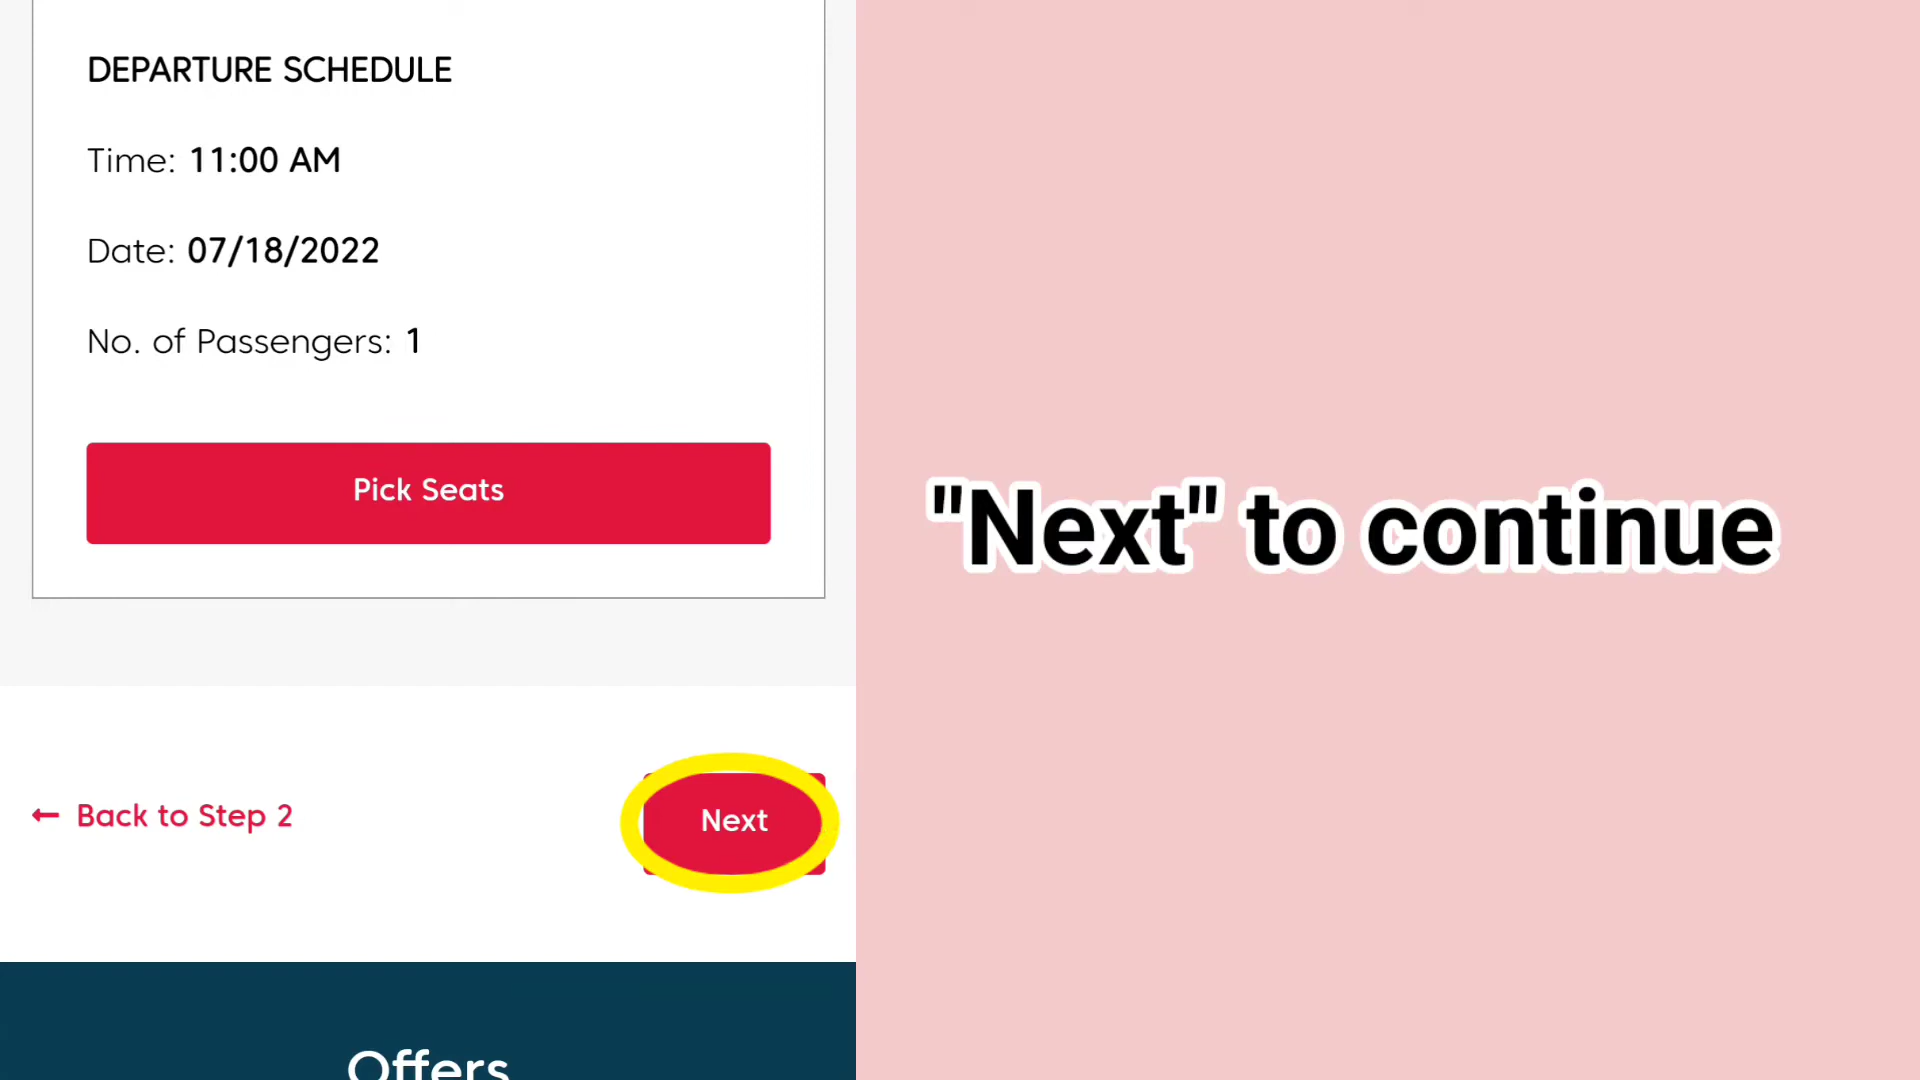 DEPARTURE SCHEDULE
Time: 11:00 AM
Date: 07/18/2022
No. of Passengers: 1
Pick Seats
"Next" to continue
← Back to Step 2
Next
Offers